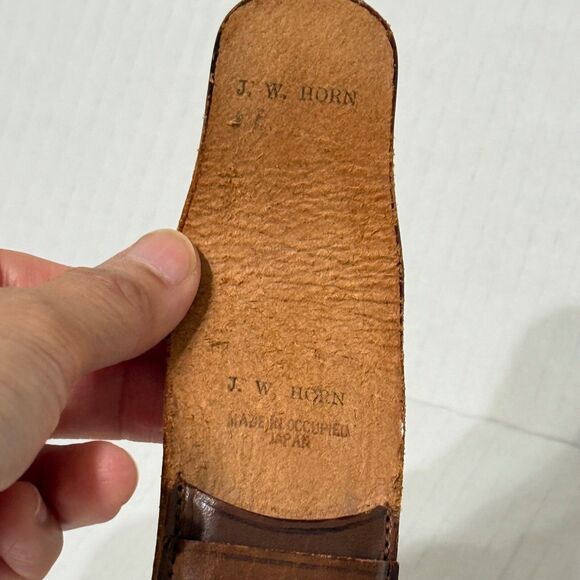 J. W. HORN
J. W. HORN
MADE IN OCCUPIED
JAPAN